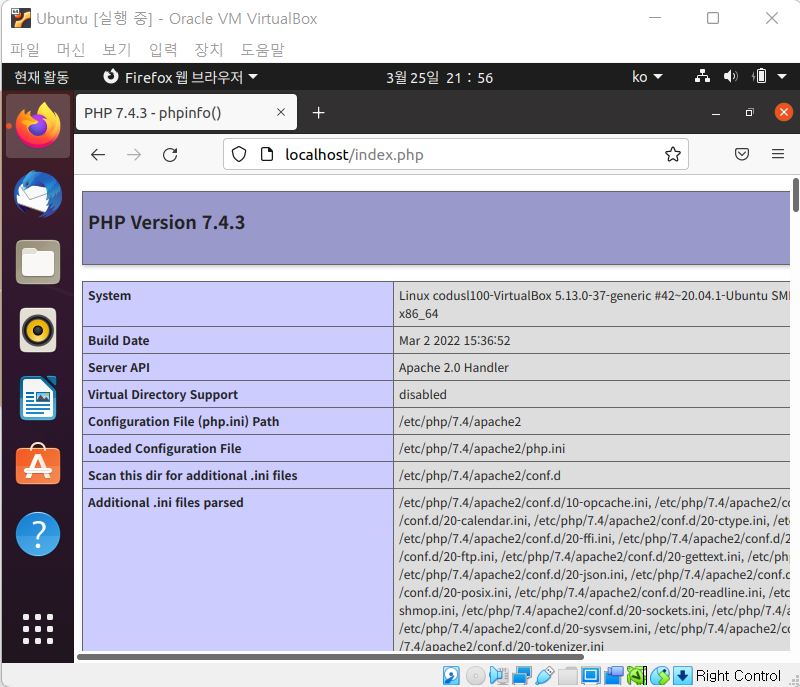 Ubuntu [실행 중] - Oracle VM VirtualBox
파일 머신 보기 입력 장치 도움말
현재 활동 Firefox 웹 브라우저 3월 25일 21 : 56 ko
PHP 7.4.3 - phpinfo()
localhost/index.php
PHP Version 7.4.3
System Linux codusl100-VirtualBox 5.13.0-37-generic #42~20.04.1-Ubuntu SM
x86_64
Build Date Mar 2 2022 15:36:52
Server API Apache 2.0 Handler
Virtual Directory Support disabled
Configuration File (php.ini) Path /etc/php/7.4/apache2
Loaded Configuration File /etc/php/7.4/apache2/php.ini
Scan this dir for additional .ini files /etc/php/7.4/apache2/conf.d
Additional .ini files parsed /etc/php/7.4/apache2/conf.d/10-opcache.ini, /etc/php/7.4/apache2/co
/conf.d/20-calendar.ini, /etc/php/7.4/apache2/conf.d/20-ctype.ini, /et
/etc/php/7.4/apache2/conf.d/20-ffi.ini, /etc/php/7.4/apache2/conf.d/2
/conf.d/20-ftp.ini, /etc/php/7.4/apache2/conf.d/20-gettext.ini, /etc/ph
/etc/php/7.4/apache2/conf.d/20-json.ini, /etc/php/7.4/apache2/conf.d
/conf.d/20-posix.ini, /etc/php/7.4/apache2/conf.d/20-readline.ini, /etc
shmop.ini, /etc/php/7.4/apache2/conf.d/20-sockets.ini, /etc/php/7.4/a
/etc/php/7.4/apache2/conf.d/20-sysvsem.ini, /etc/php/7.4/apache2/co
/7.4/apache2/conf.d/20-tokenizer.ini
Right Control